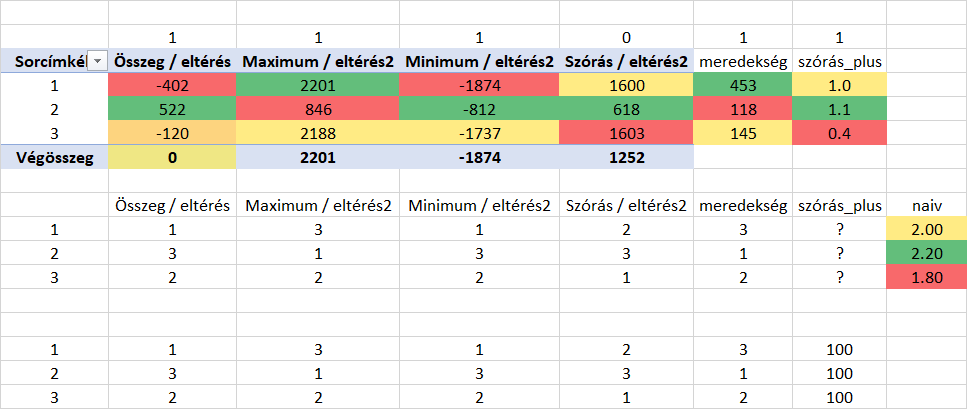 1 1 1 0 1 1
Sorcímkék Összeg / eltérés Maximum / eltérés2 Minimum / eltérés2 Szórás / eltérés2 meredekség szórás_plus
1 -402 2201 -1874 1600 453 1.0
2 522 846 -812 618 118 1.1
3 -120 2188 -1737 1603 145 0.4
Végösszeg 0 2201 -1874 1252
Összeg / eltérés Maximum / eltérés2 Minimum / eltérés2 Szórás / eltérés2 meredekség szórás_plus naiv
1 1 3 1 2 3 ? 2.00
2 3 1 3 3 1 ? 2.20
3 2 2 2 1 2 ? 1.80
1 1 3 1 2 3 100
2 3 1 3 3 1 100
3 2 2 2 1 2 100